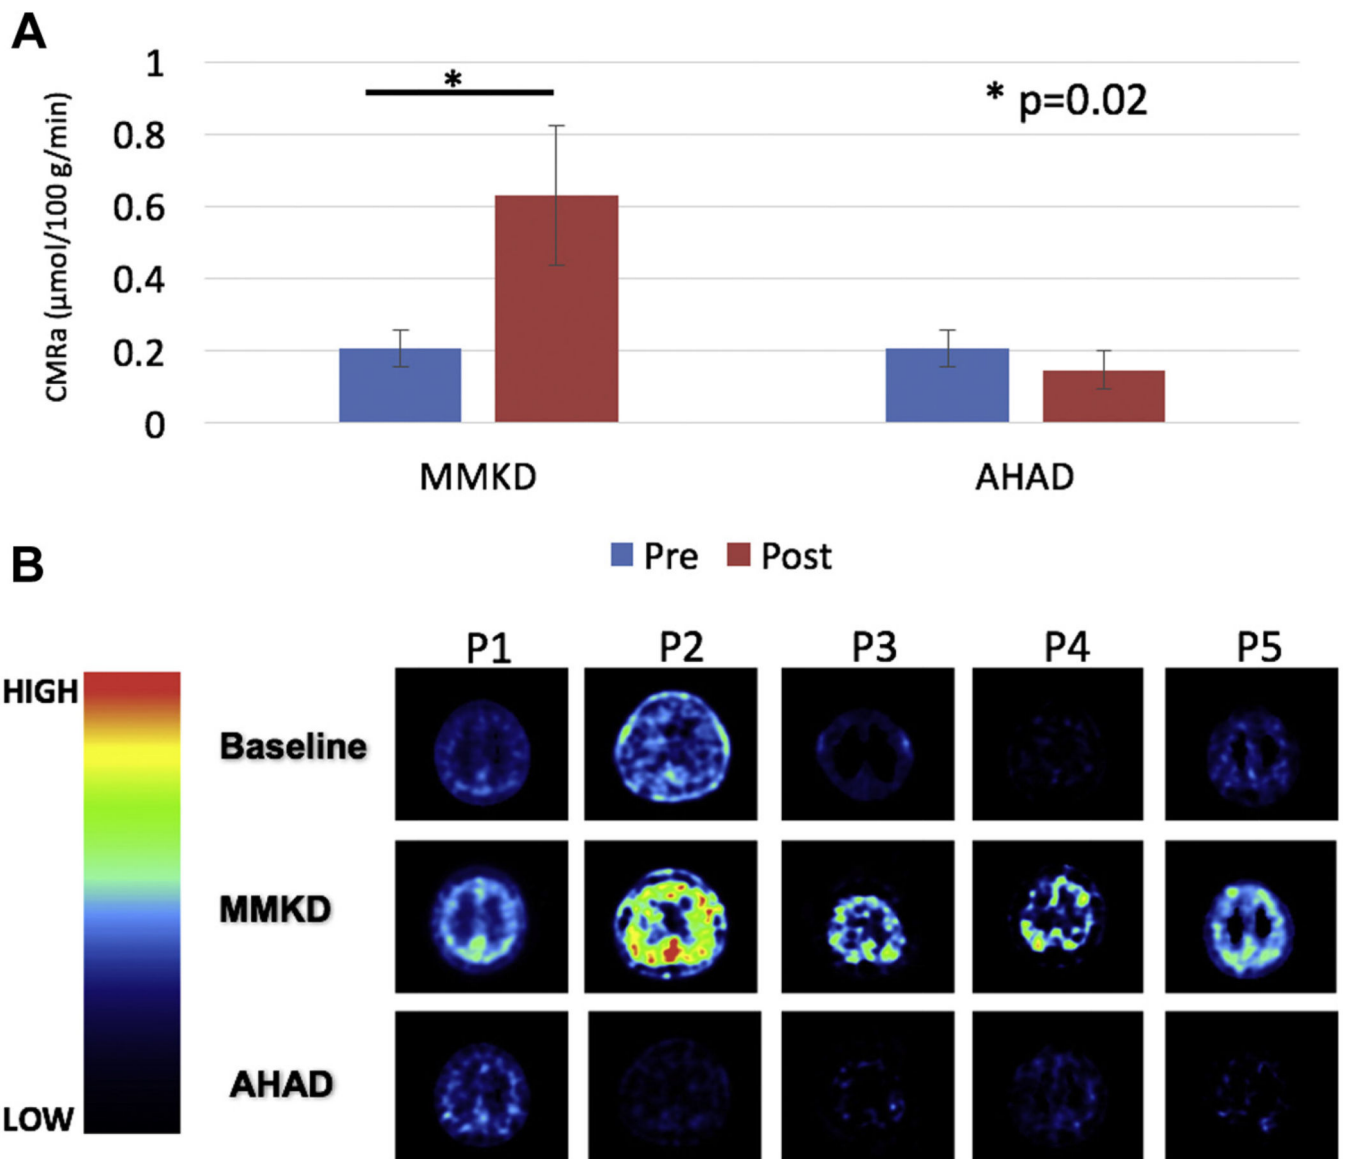 A
CMRa (µmol/100 g/min)
1
0.8
0.6
0.4
0.2
0
*
* p=0.02
MMKD
AHAD
Pre
Post
B
P1
P2
P3
P4
P5
HIGH
LOW
Baseline
MMKD
AHAD